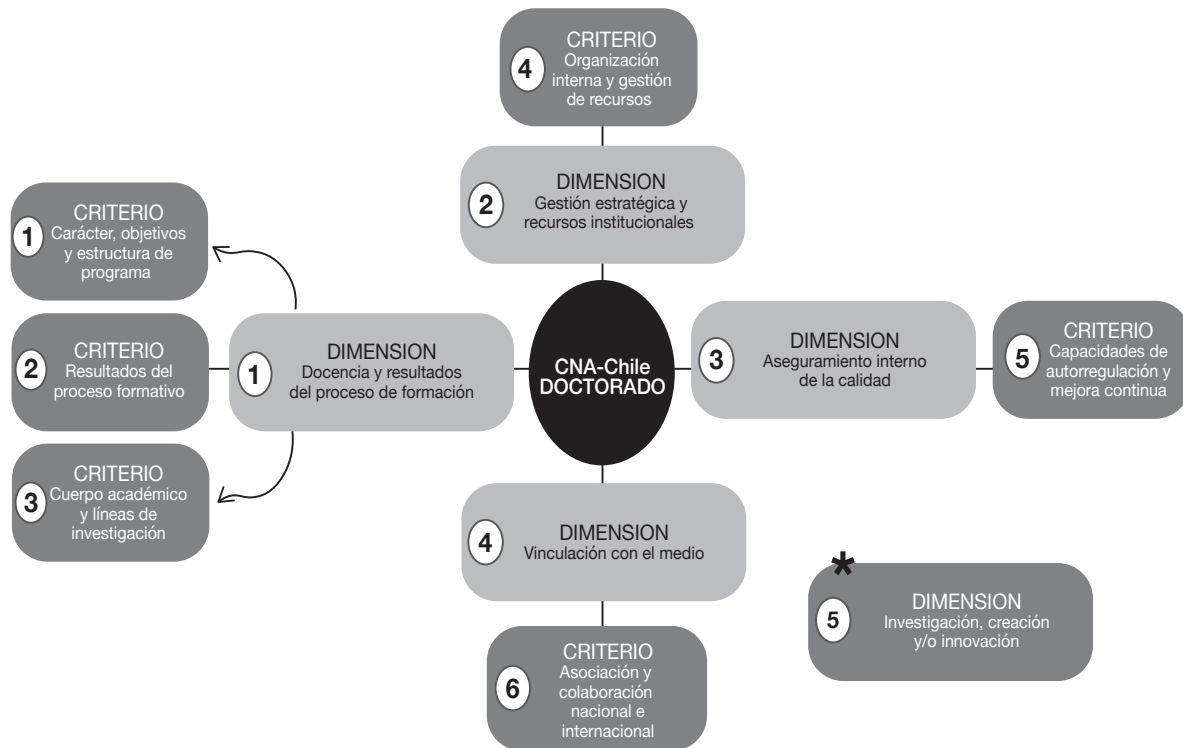 CRITERIO
4
Organización
interna y gestión
de recursos
DIMENSION
2
Gestión estratégica y
recursos institucionales
CRITERIO
1
Carácter, objetivos
y estructura de
programa
CRITERIO
2
Resultados del
proceso formativo
CRITERIO
3
Cuerpo académico
y líneas de
investigación
DIMENSION
1
Docencia y resultados
del proceso de formación
CNA-Chile
DOCTORADO
DIMENSION
3
Aseguramiento interno
de la calidad
CRITERIO
5
Capacidades de
autorregulación y
mejora continua
DIMENSION
4
Vinculación con el medio
CRITERIO
6
Asociación y
colaboración
nacional e
internacional
*
DIMENSION
5
Investigación, creación
y/o innovación